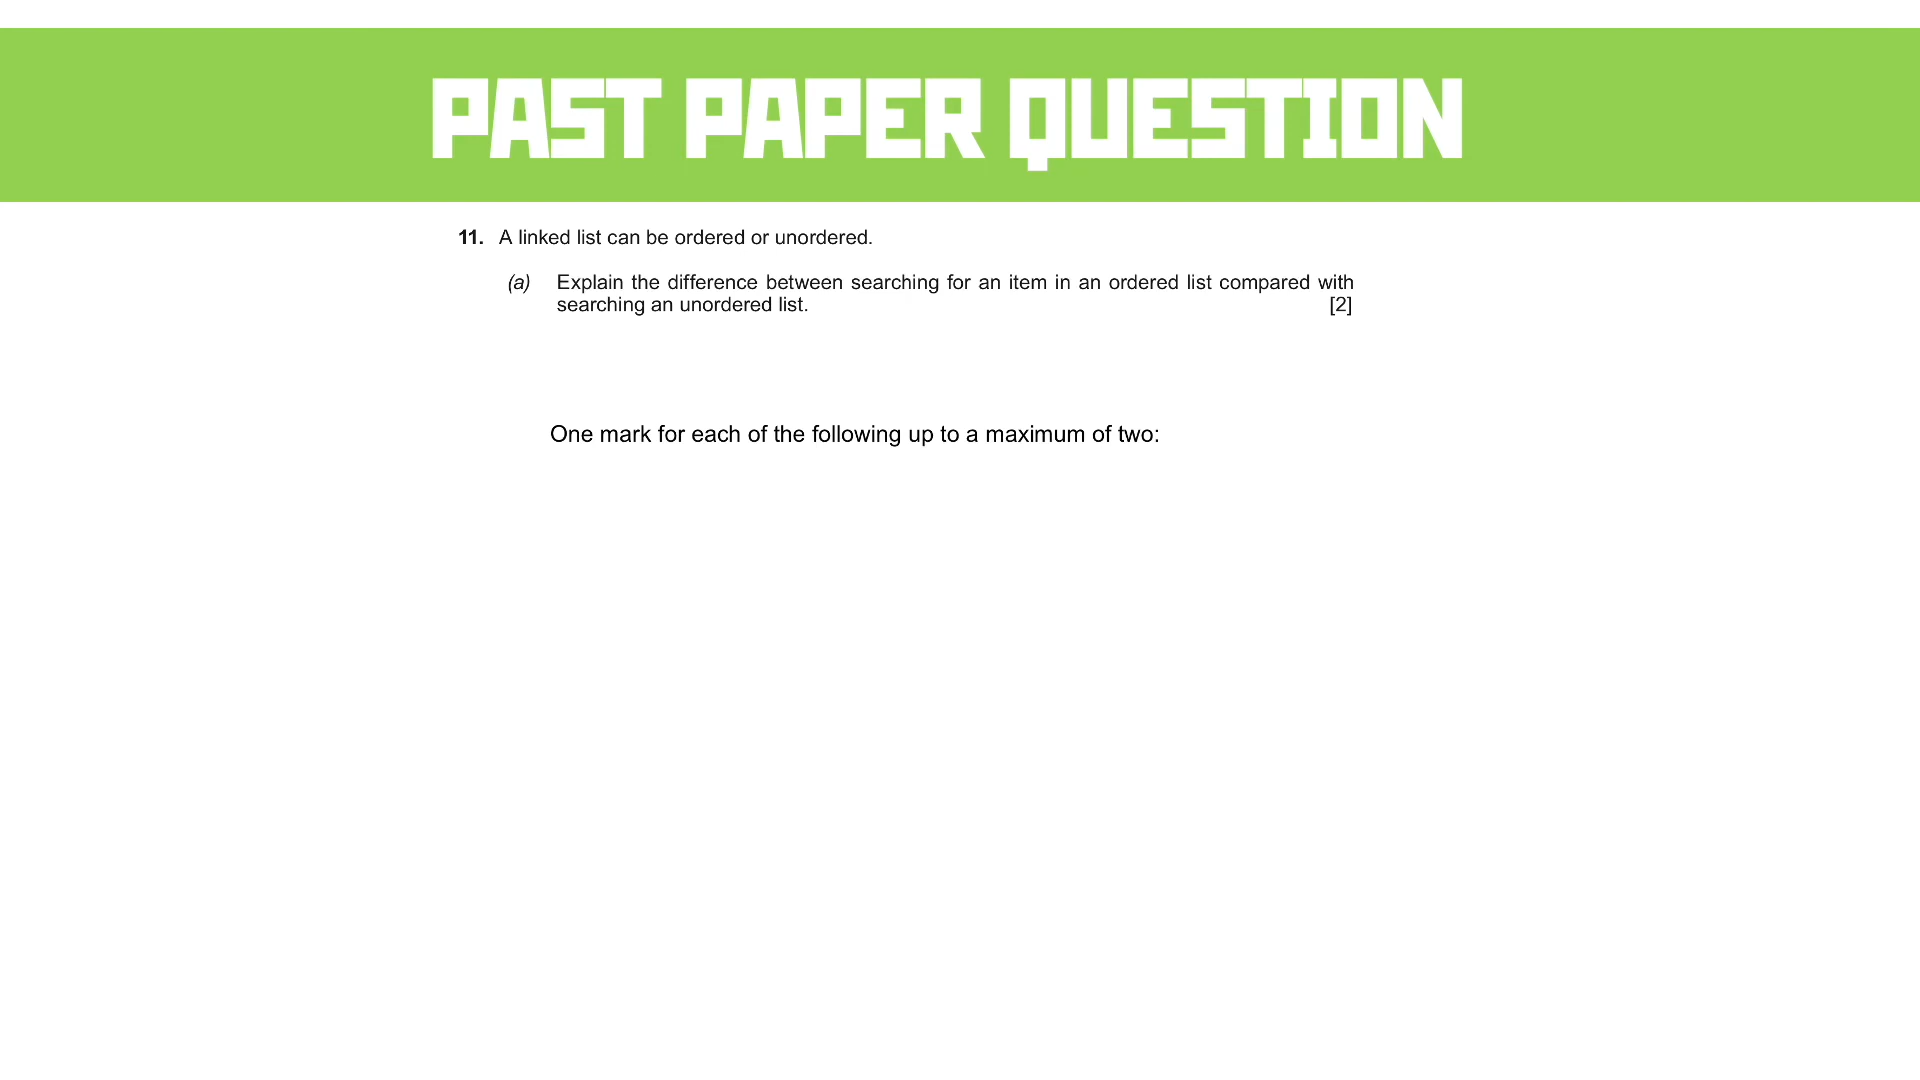 PAST PAPER QUESTION
11. A linked list can be ordered or unordered.
(a) Explain the difference between searching for an item in an ordered list compared with
searching an unordered list. [2]
One mark for each of the following up to a maximum of two: